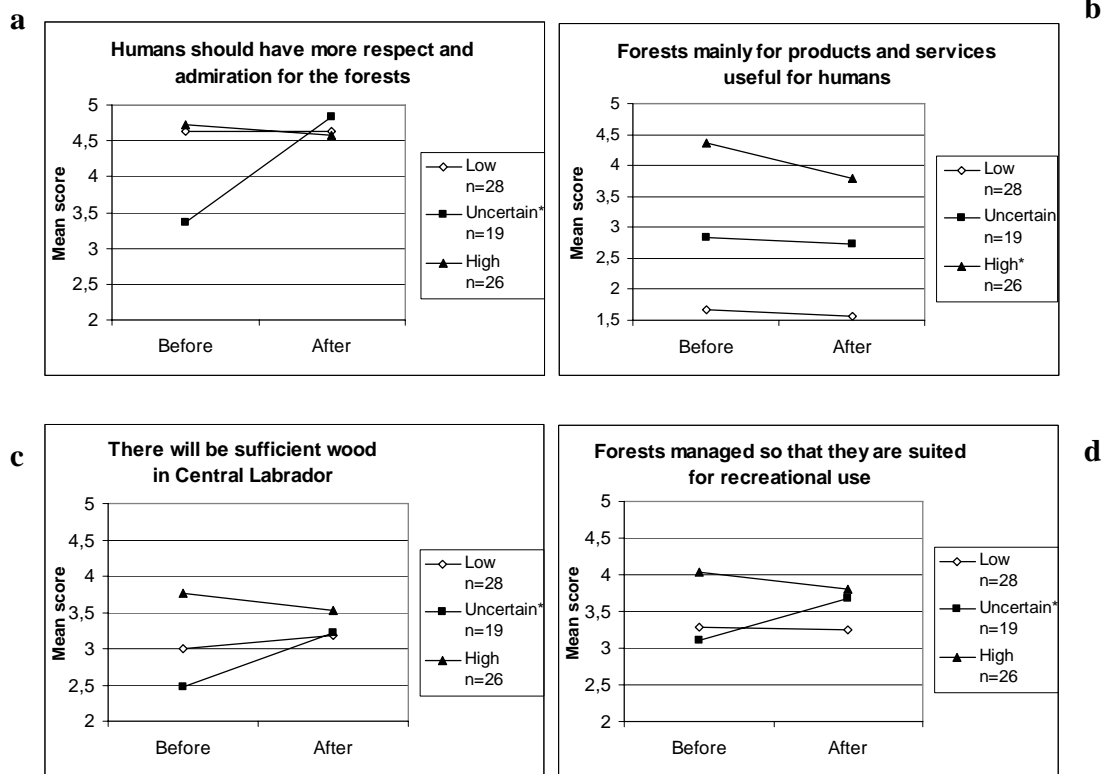 a
Humans should have more respect and
admiration for the forests
5
4,5
4
3,5
3
2,5
2
Mean score
Before
After
Low
n=28
Uncertain*
n=19
High
n=26
b
Forests mainly for products and services
useful for humans
5
4,5
4
3,5
3
2,5
2
1,5
Mean score
Before
After
Low
n=28
Uncertain
n=19
High*
n=26
c
There will be sufficient wood
in Central Labrador
5
4,5
4
3,5
3
2,5
2
Mean score
Before
After
Low
n=28
Uncertain*
n=19
High
n=26
d
Forests managed so that they are suited
for recreational use
5
4,5
4
3,5
3
2,5
2
Mean score
Before
After
Low
n=28
Uncertain*
n=19
High
n=26